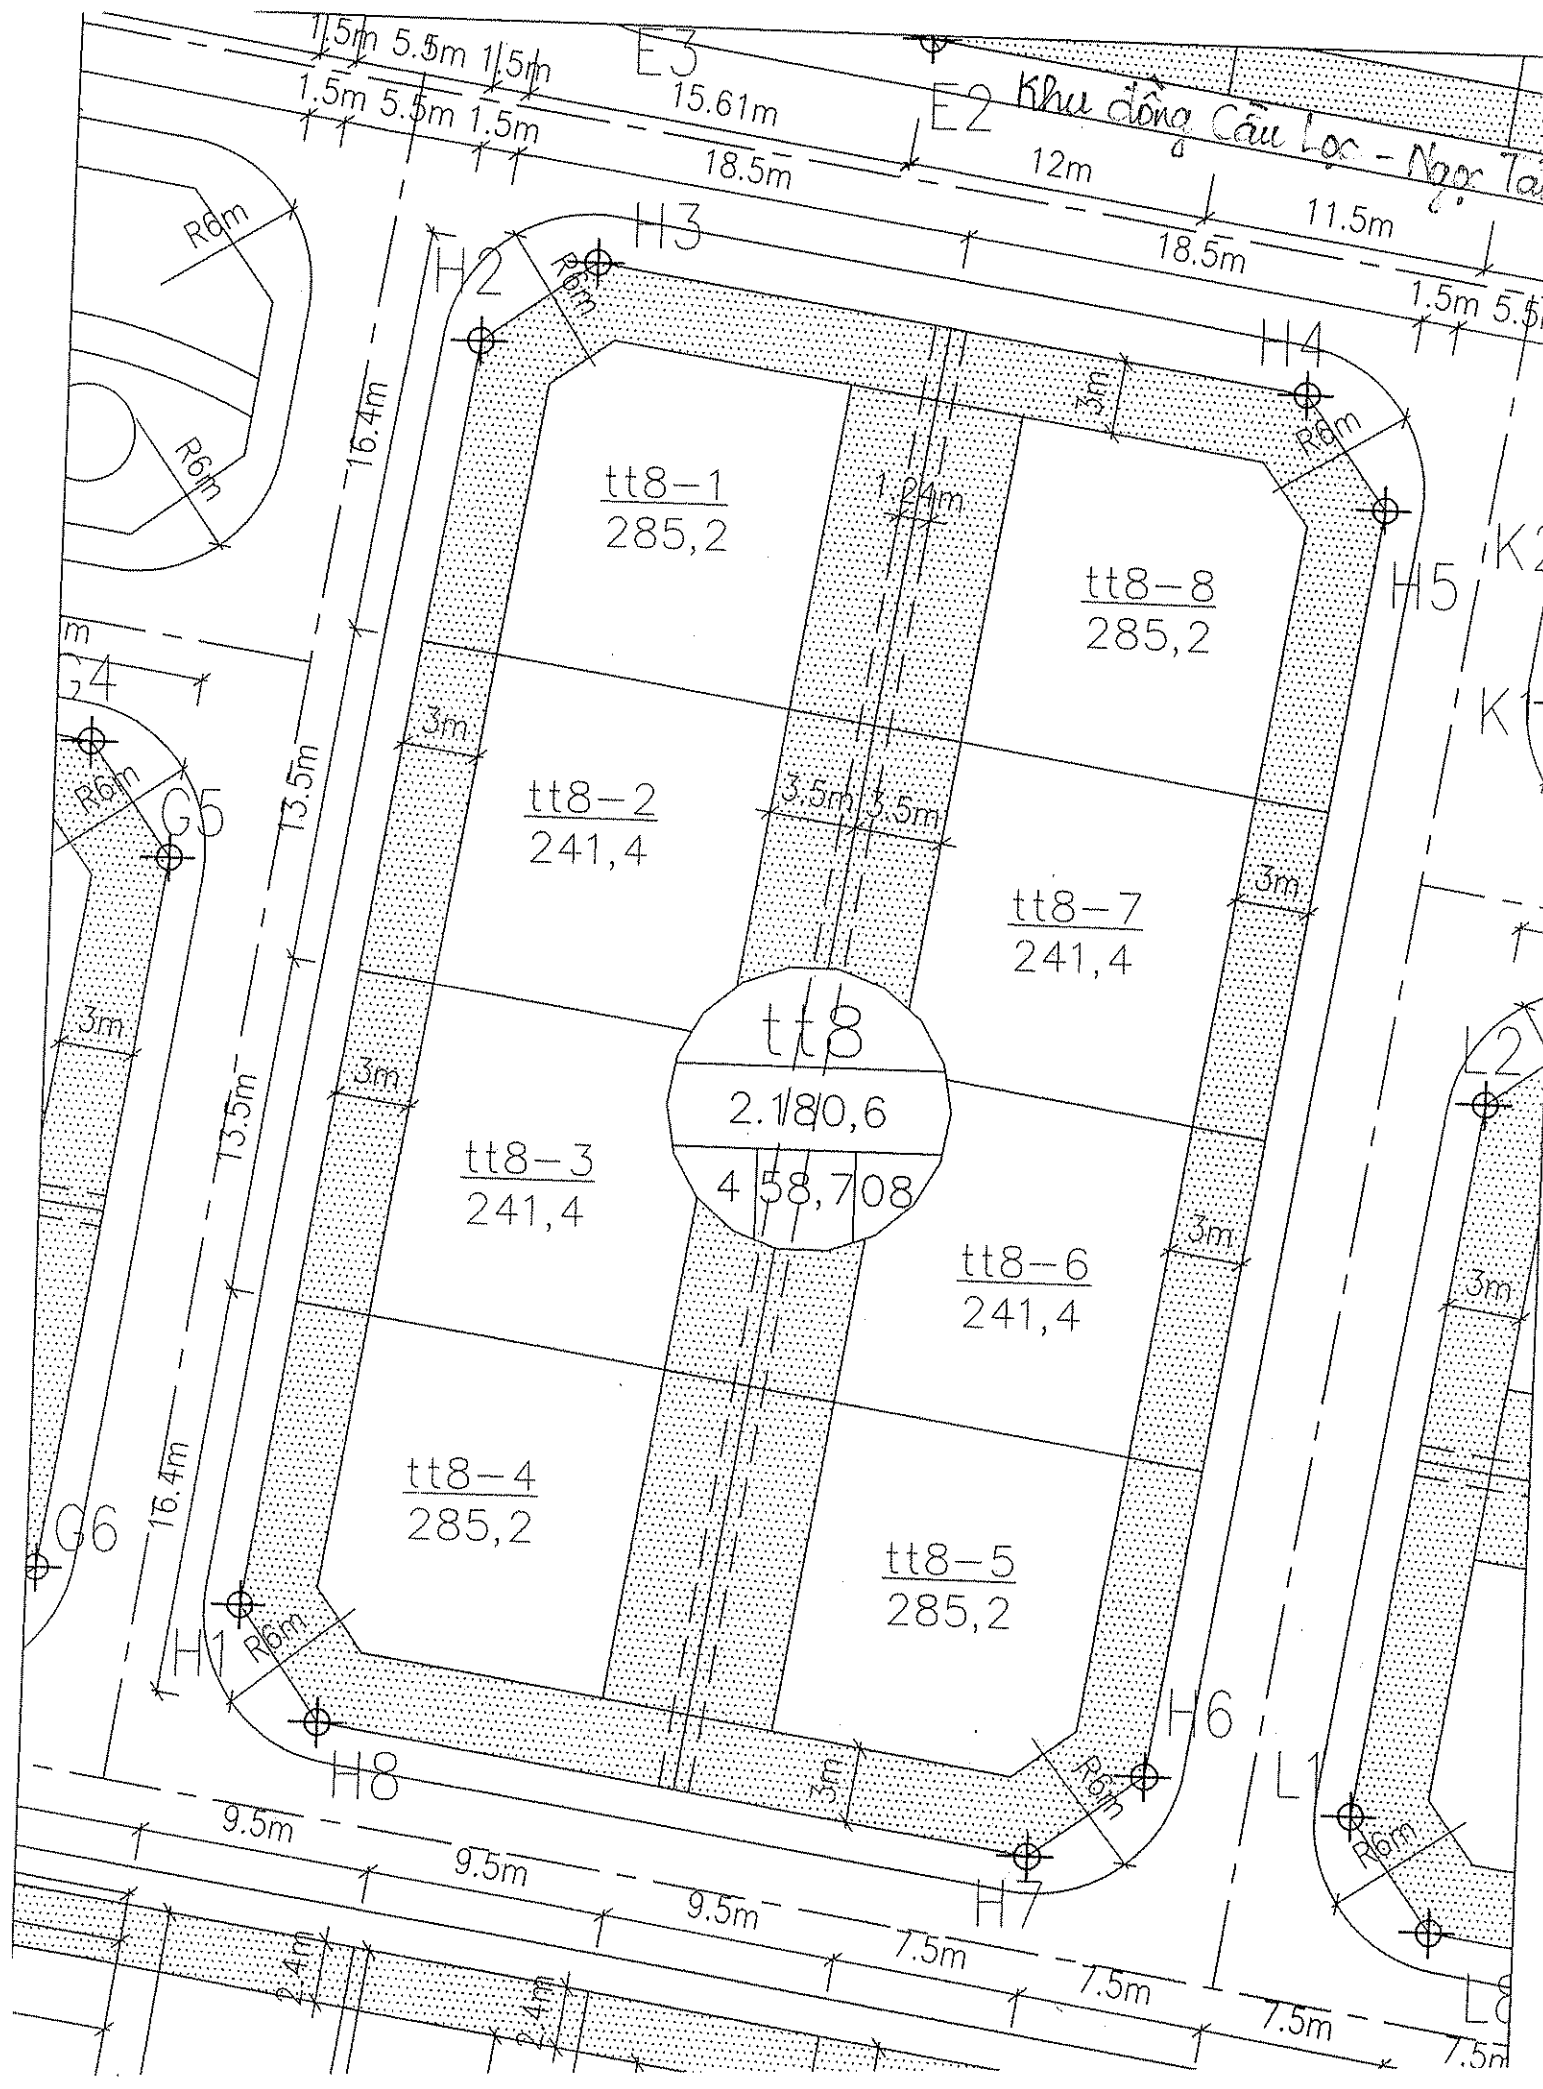 1.5m 5.5m 1.5m
E3
15.61m
E2
Khu đồng Cầu Lọc - Ngọc
1.5m 5.5m 1.5m
18.5m
12m
11.5m
18.5m
1.5m
R6m
H3
H2
R6m
H4
3m
R6m
16.4m
R6m
tt8-1
285,2
1.24m
tt8-8
285,2
H5
m
G4
R6m
G5
13.5m
3m
tt8-2
241,4
3.5m 3.5m
tt8-7
241,4
3m
3m
13.5m
3m
tt8
2.180,6
4 58,7 08
L2
tt8-3
241,4
tt8-6
241,4
3m
3m
16.4m
G6
tt8-4
285,2
tt8-5
285,2
H1
R6m
H6
H8
3m
R6m
L1
R6m
H7
9.5m
9.5m
9.5m
7.5m
7.5m
7.5m
2.4m
2.4m